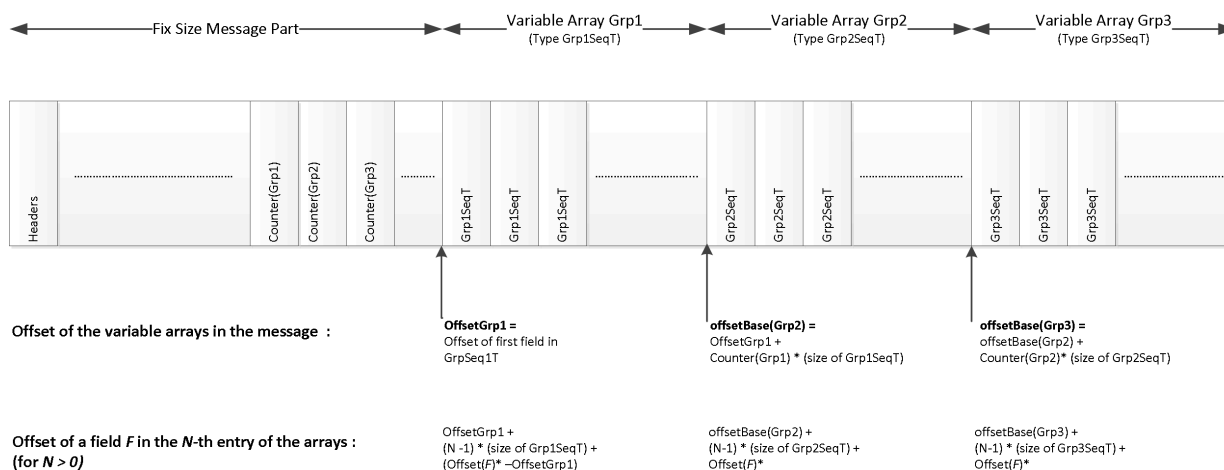 Fix Size Message Part
Variable Array Grp1
(Type Grp1SeqT)
Variable Array Grp2
(Type Grp2SeqT)
Variable Array Grp3
(Type Grp3SeqT)
Headers
................................................
Counter(Grp1)
Counter(Grp2)
Counter(Grp3)
..........
Grp1SeqT
Grp1SeqT
Grp1SeqT
................................
Grp2SeqT
Grp2SeqT
Grp2SeqT
................................
Grp3SeqT
Grp3SeqT
Grp3SeqT
................................
Offset of the variable arrays in the message :
OffsetGrp1 =
Offset of first field in
GrpSeq1T
offsetBase(Grp2) =
OffsetGrp1 +
Counter(Grp1) * (size of Grp1SeqT)
offsetBase(Grp3) =
offsetBase(Grp2) +
Counter(Grp2)* (size of Grp2SeqT)
Offset of a field F in the N-th entry of the arrays :
(for N > 0)
OffsetGrp1 +
(N -1) * (size of Grp1SeqT) +
(Offset(F)* –OffsetGrp1)
offsetBase(Grp2) +
(N-1) * (size of Grp2SeqT) +
Offset(F)*
offsetBase(Grp3) +
(N-1) * (size of Grp3SeqT) +
Offset(F)*